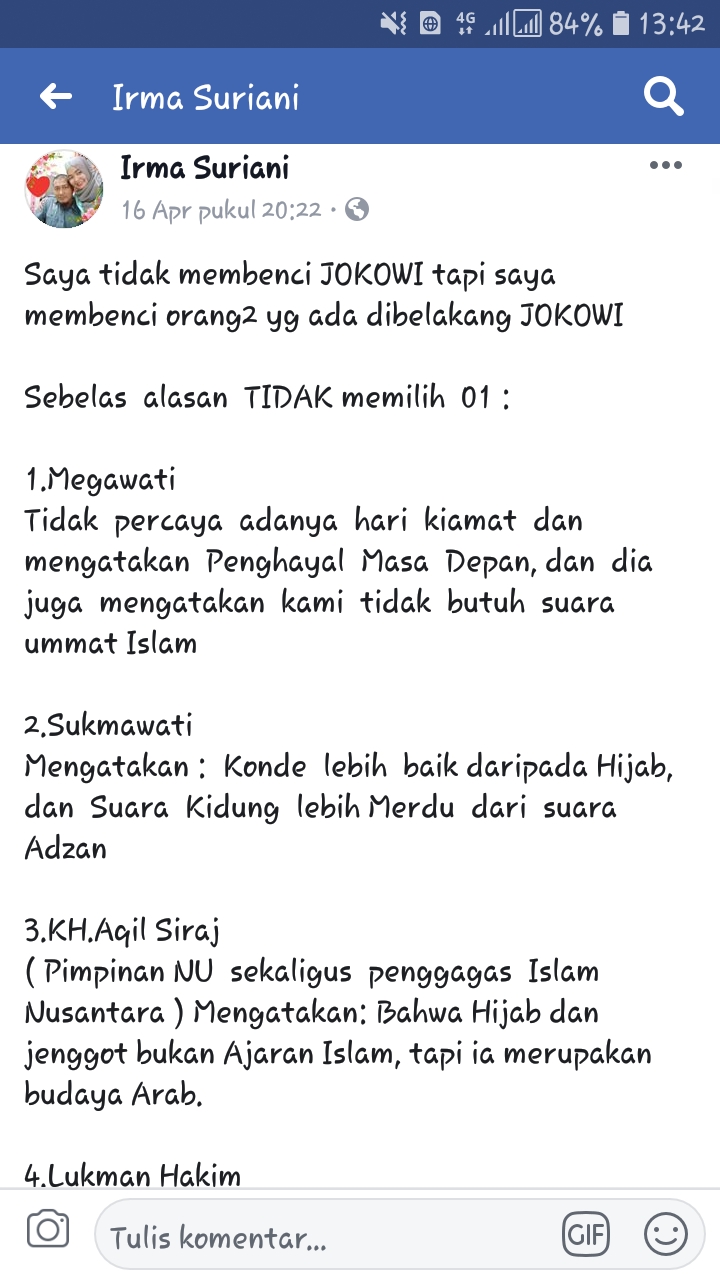 4G 84% 13:42
Irma Suriani
Irma Suriani
16 Apr pukul 20:22 ·
Saya tidak membenci JOKOWI tapi saya
membenci orang2 yg ada dibelakang JOKOWI
Sebelas alasan TIDAK memilih 01 :
1.Megawati
Tidak percaya adanya hari kiamat dan
mengatakan Penghayal Masa Depan, dan dia
juga mengatakan kami tidak butuh suara
ummat Islam
2.Sukmawati
Mengatakan : Konde lebih baik daripada Hijab,
dan Suara Kidung lebih Merdu dari suara
Adzan
3.KH.Aqil Siraj
( Pimpinan NU sekaligus penggagas Islam
Nusantara ) Mengatakan: Bahwa Hijab dan
jenggot bukan Ajaran Islam, tapi ia merupakan
budaya Arab.
4.Lukman Hakim
Tulis komentar...
GIF